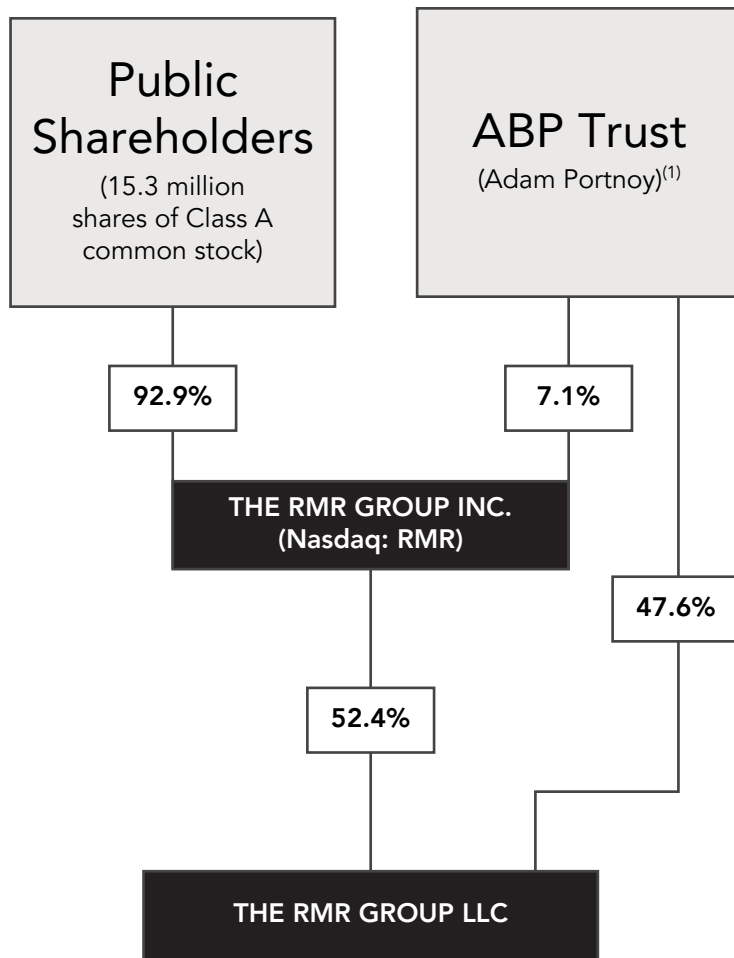 Public
Shareholders
(15.3 million
shares of Class A
common stock)
ABP Trust
(Adam Portnoy)(1)
92.9%
7.1%
THE RMR GROUP INC.
(Nasdaq: RMR)
47.6%
52.4%
THE RMR GROUP LLC